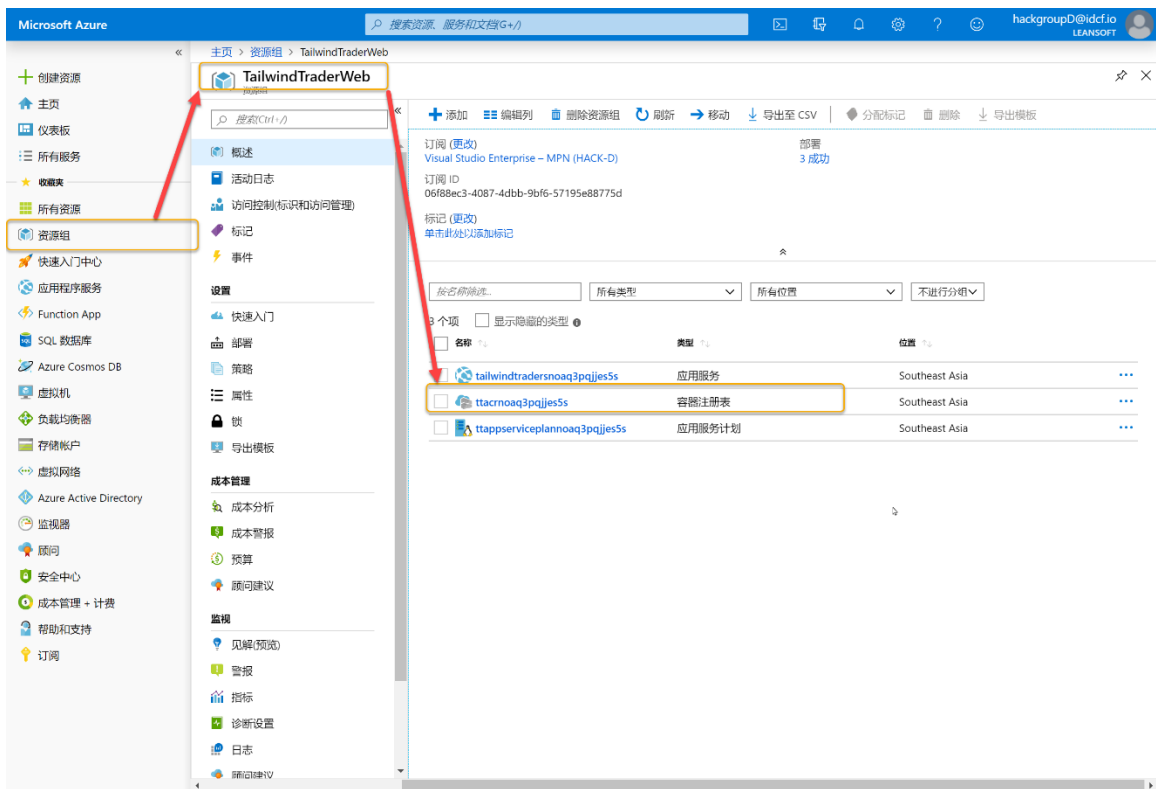 Microsoft Azure
搜索资源、服务和文档(G+/)
hackgroupD@idcf.io
LEANSOFT
«
主页 > 资源组 > TailwindTraderWeb
创建资源
主页
仪表板
所有服务
收藏夹
所有资源
资源组
快速入门中心
应用程序服务
Function App
SQL 数据库
Azure Cosmos DB
虚拟机
负载均衡器
存储帐户
虚拟网络
Azure Active Directory
监视器
顾问
安全中心
成本管理 + 计费
帮助和支持
订阅
TailwindTraderWeb
资源组
搜索(Ctrl+/)
«
概述
活动日志
访问控制(标识和访问管理)
标记
事件
设置
快速入门
部署
策略
属性
锁
导出模板
成本管理
成本分析
成本警报
预算
顾问建议
监视
见解(预览)
警报
指标
诊断设置
日志
顾问建议
添加 编辑列 删除资源组 刷新 移动 导出至 CSV 分配标记 删除 导出模板
订阅 (更改)
Visual Studio Enterprise – MPN (HACK-D)
部署
3 成功
订阅 ID
06f88ec3-4087-4dbb-9bf6-57195e88775d
标记 (更改)
单击此处以添加标记
按名称筛选... 所有类型 所有位置 不进行分组
3 个项 显示隐藏的类型
名称 类型 位置
tailwindtradersnoaq3pqjjes5s 应用服务 Southeast Asia
ttacrnoaq3pqjjes5s 容器注册表 Southeast Asia
ttappserviceplannoaq3pqjjes5s 应用服务计划 Southeast Asia